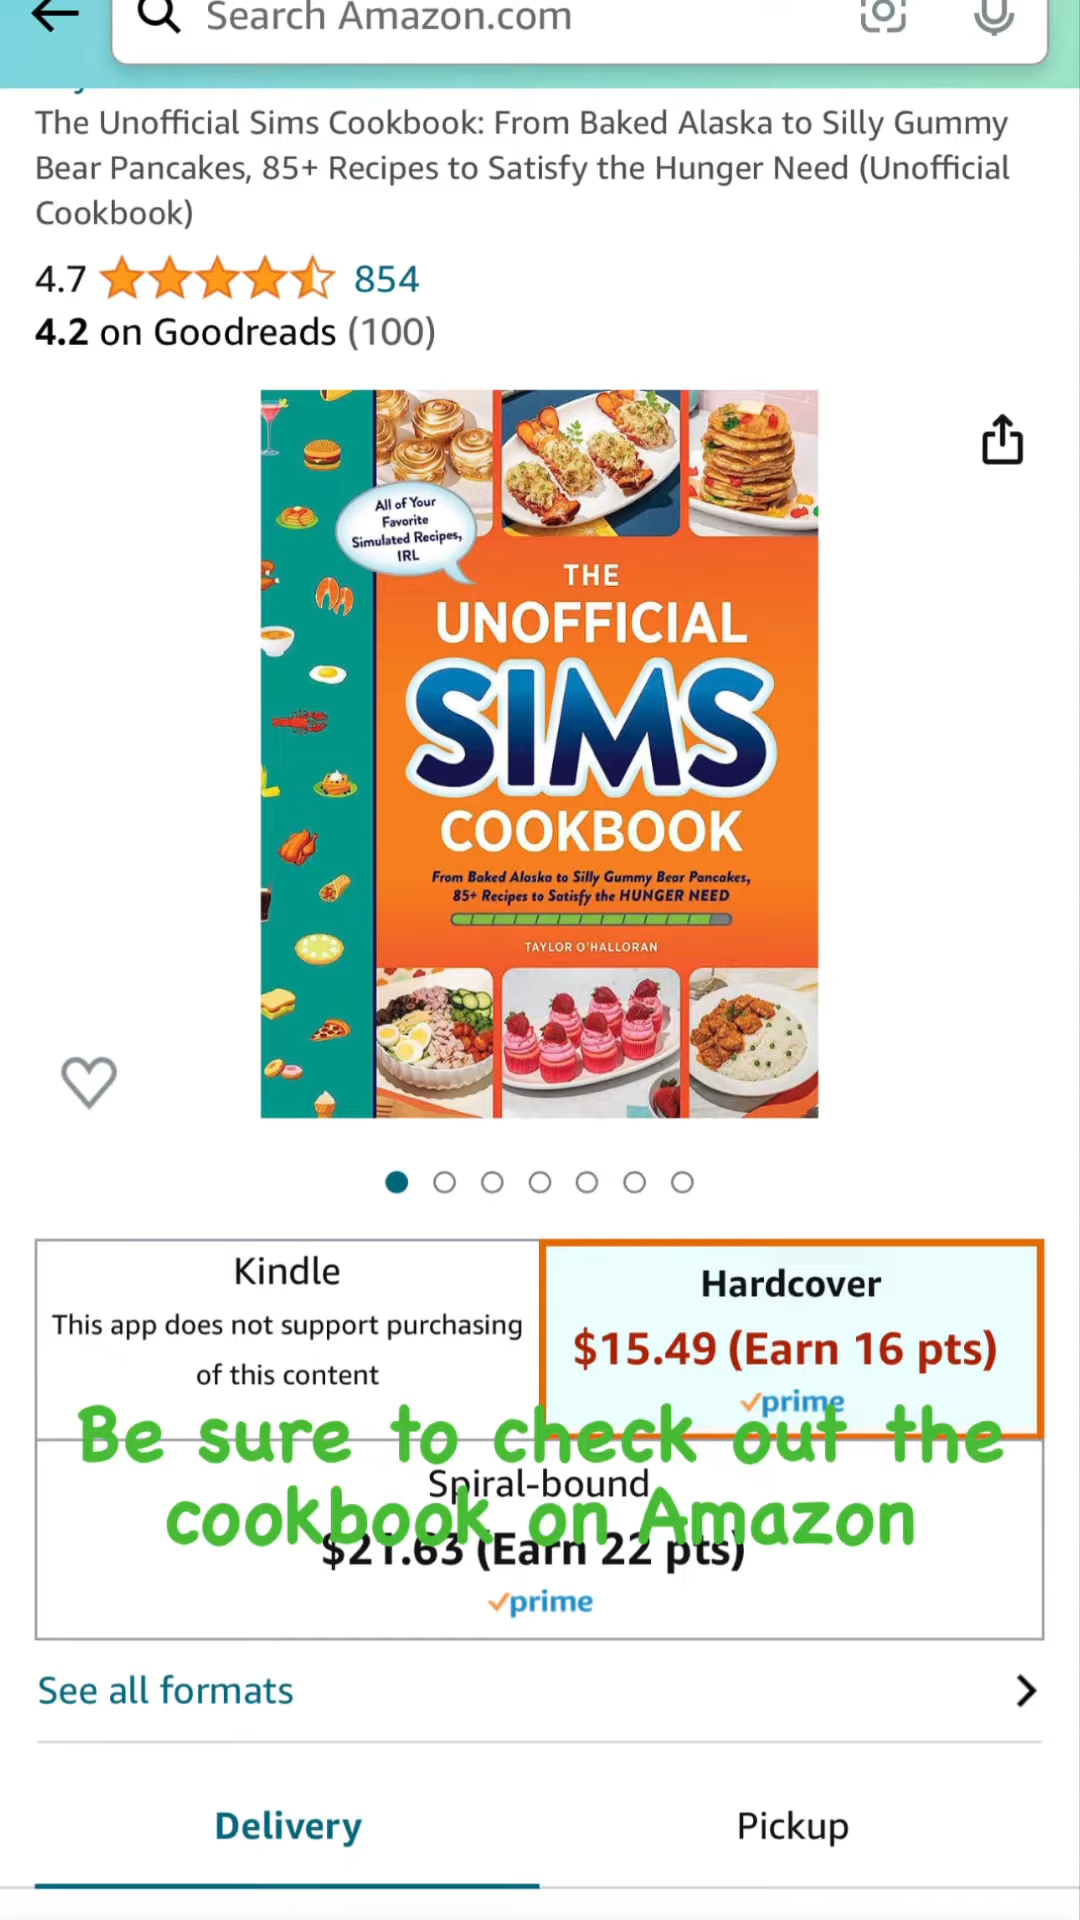 Search Amazon.com
The Unofficial Sims Cookbook: From Baked Alaska to Silly Gummy
Bear Pancakes, 85+ Recipes to Satisfy the Hunger Need (Unofficial
Cookbook)
4.7 854
4.2 on Goodreads (100)
All of Your
Favorite
Simulated Recipes,
IRL
THE
UNOFFICIAL
SIMS
COOKBOOK
From Baked Alaska to Silly Gummy Bear Pancakes,
85+ Recipes to Satisfy the HUNGER NEED
TAYLOR O'HALLORAN
Kindle
This app does not support purchasing
of this content
Hardcover
$15.49 (Earn 16 pts)
prime
Be sure to check out the
cookbook on Amazon
Spiral-bound
$21.63 (Earn 22 pts)
prime
See all formats
Delivery
Pickup